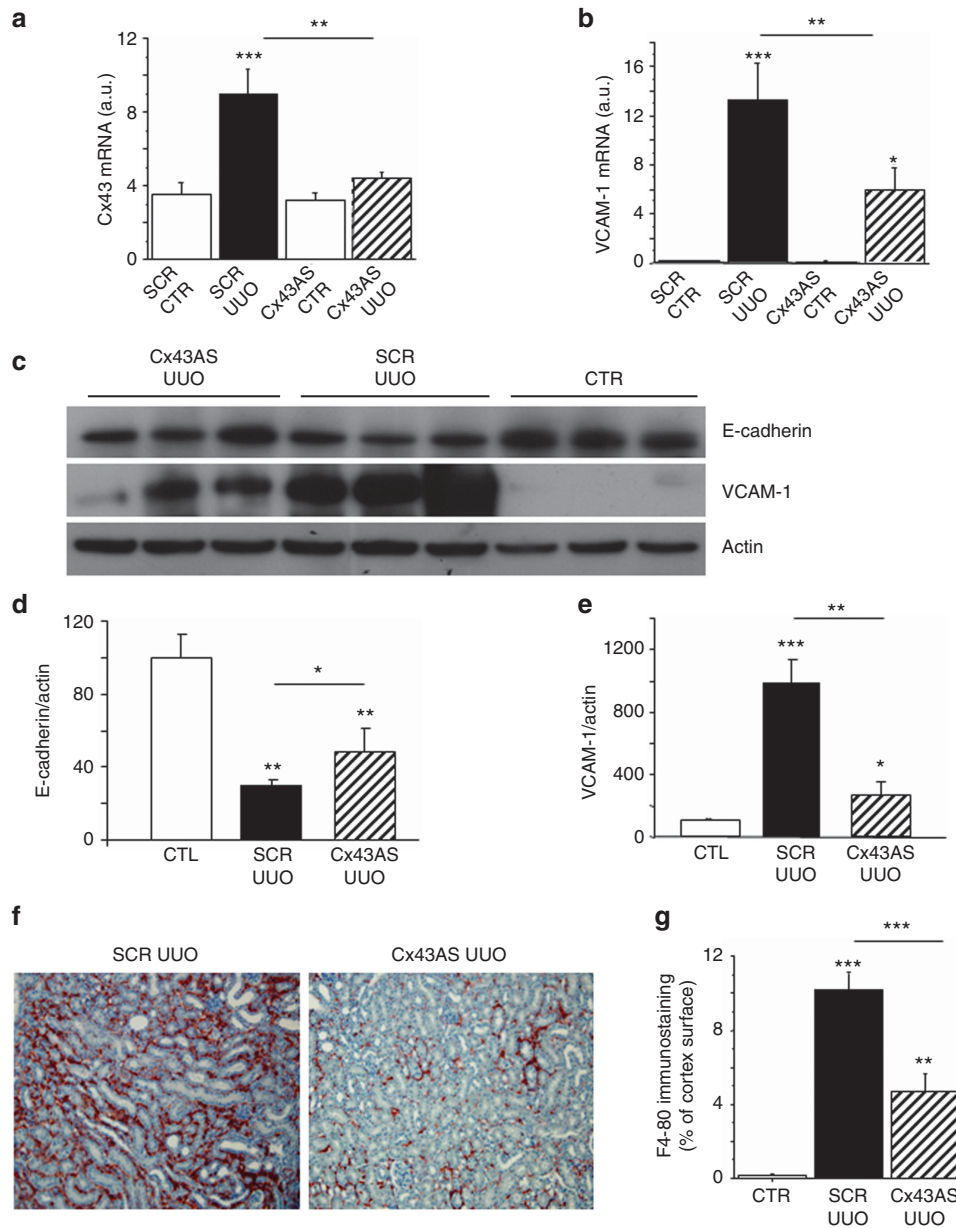 a
**
12
***
8
4
0
Cx43 mRNA (a.u.)
SCR
CTR
SCR
UUO
Cx43AS
CTR
Cx43AS
UUO
b
**
16
***
12
8
*
4
0
VCAM-1 mRNA (a.u.)
SCR
CTR
SCR
UUO
Cx43AS
CTR
Cx43AS
UUO
c
Cx43AS
UUO
SCR
UUO
CTR
E-cadherin
VCAM-1
Actin
d
120
*
80
**
40
**
0
E-cadherin/actin
CTL
SCR
UUO
Cx43AS
UUO
e
**
1200
***
800
400
*
0
VCAM-1/actin
CTL
SCR
UUO
Cx43AS
UUO
f
SCR UUO
Cx43AS UUO
g
***
12
***
8
**
4
0
F4-80 immunostaining
(% of cortex surface)
CTR
SCR
UUO
Cx43AS
UUO